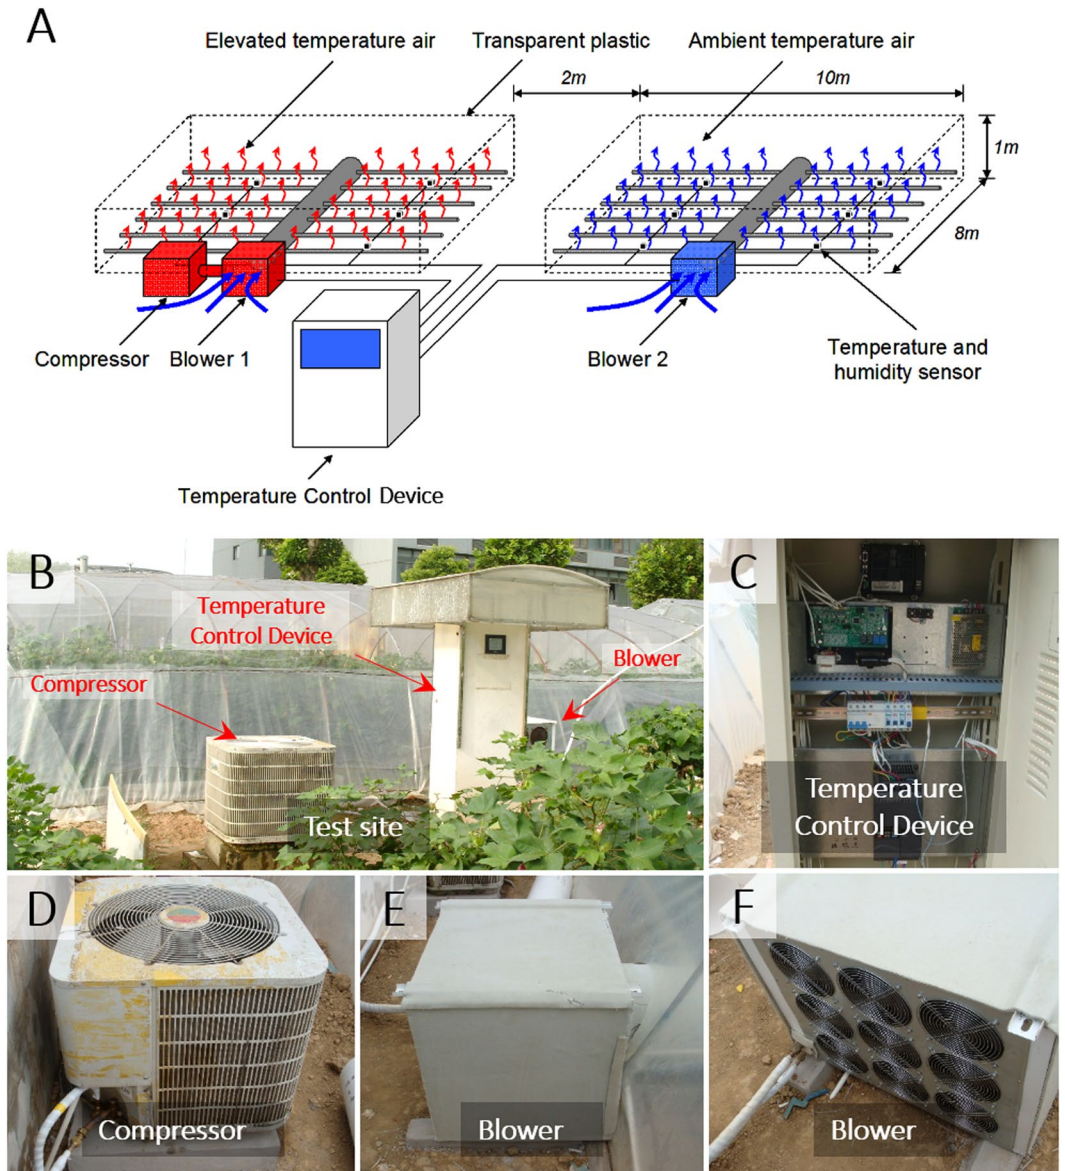 A
Elevated temperature air
Transparent plastic
Ambient temperature air
2m
10m
1m
8m
Compressor
Blower 1
Blower 2
Temperature and
humidity sensor
Temperature Control Device
B
Temperature
Control Device
Compressor
Blower
Test site
C
Temperature
Control Device
D
Compressor
E
Blower
F
Blower